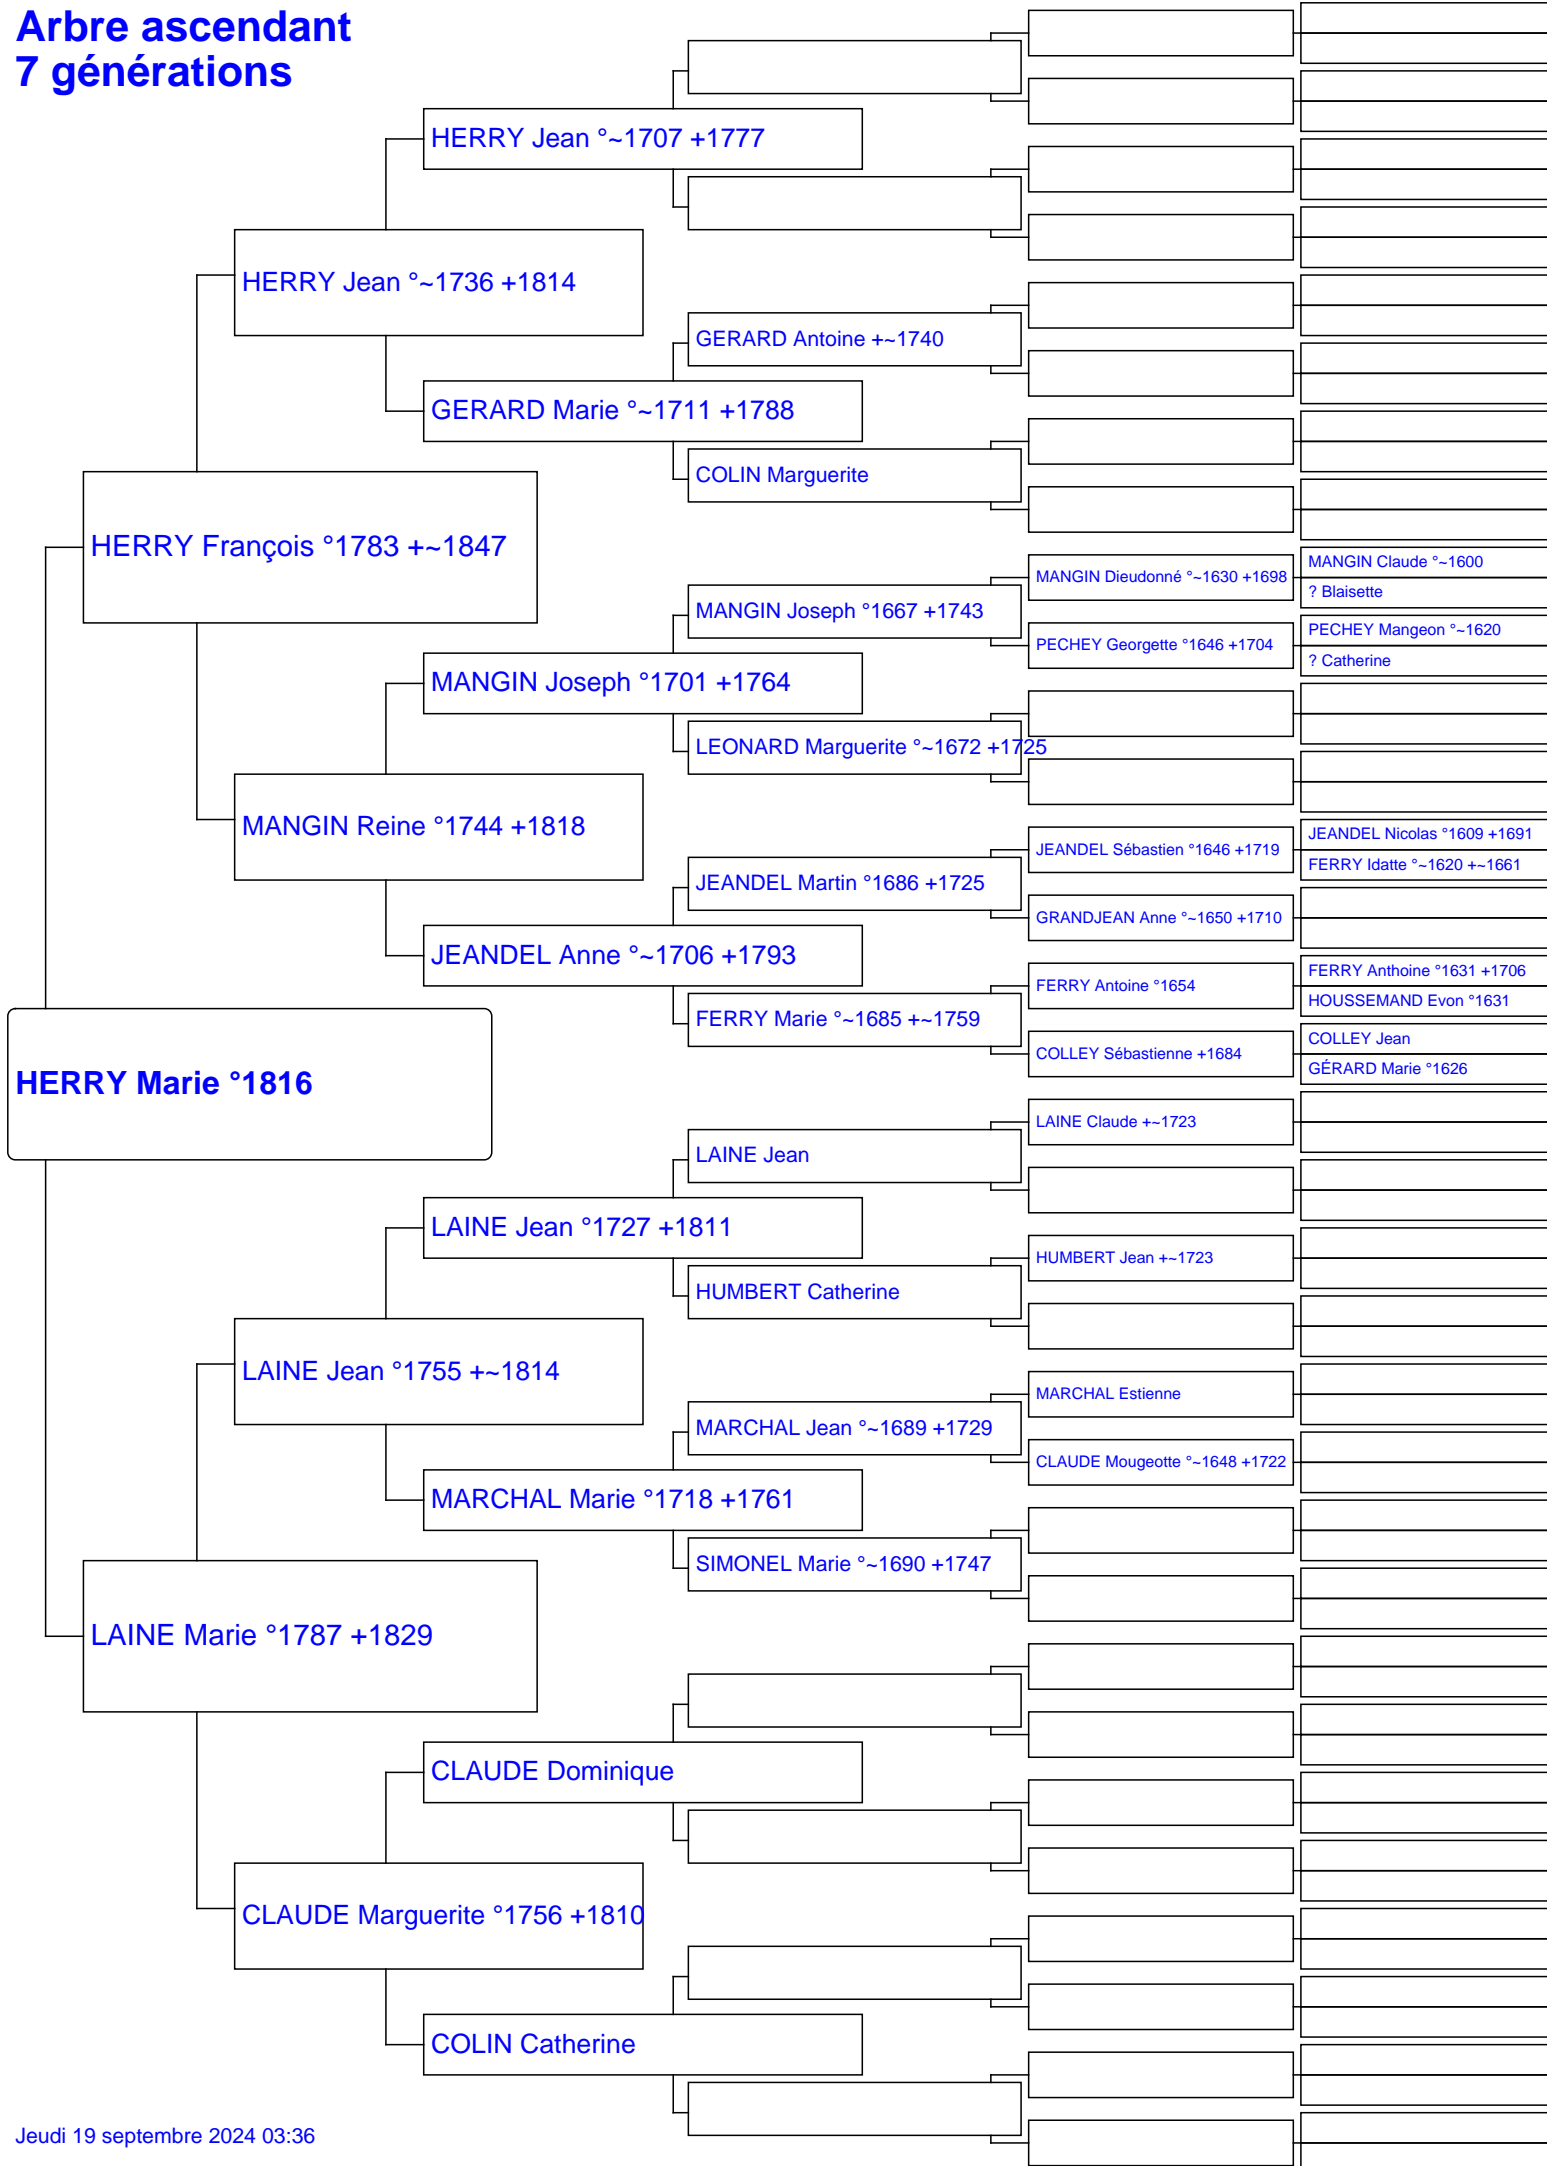 Arbre ascendant
7 générations
HERRY Jean °~1707 +1777
HERRY Jean °~1736 +1814
GERARD Antoine +~1740
GERARD Marie °~1711 +1788
COLIN Marguerite
HERRY François °1783 +~1847
MANGIN Claude °~1600
MANGIN Dieudonné °~1630 +1698
? Blaisette
MANGIN Joseph °1667 +1743
PECHEY Mangeon °~1620
PECHEY Georgette °1646 +1704
? Catherine
MANGIN Joseph °1701 +1764
LEONARD Marguerite °~1672 +1725
MANGIN Reine °1744 +1818
JEANDEL Nicolas °1609 +1691
JEANDEL Sébastien °1646 +1719
FERRY Idatte °~1620 +~1661
JEANDEL Martin °1686 +1725
GRANDJEAN Anne °~1650 +1710
JEANDEL Anne °~1706 +1793
FERRY Anthoine °1631 +1706
FERRY Antoine °1654
HOUSSEMAND Evon °1631
FERRY Marie °~1685 +~1759
COLLEY Jean
COLLEY Sébastienne +1684
GÉRARD Marie °1626
HERRY Marie °1816
LAINE Claude +~1723
LAINE Jean
LAINE Jean °1727 +1811
HUMBERT Jean +~1723
HUMBERT Catherine
LAINE Jean °1755 +~1814
MARCHAL Estienne
MARCHAL Jean °~1689 +1729
CLAUDE Mougeotte °~1648 +1722
MARCHAL Marie °1718 +1761
SIMONEL Marie °~1690 +1747
LAINE Marie °1787 +1829
CLAUDE Dominique
CLAUDE Marguerite °1756 +1810
COLIN Catherine
Jeudi 19 septembre 2024 03:36